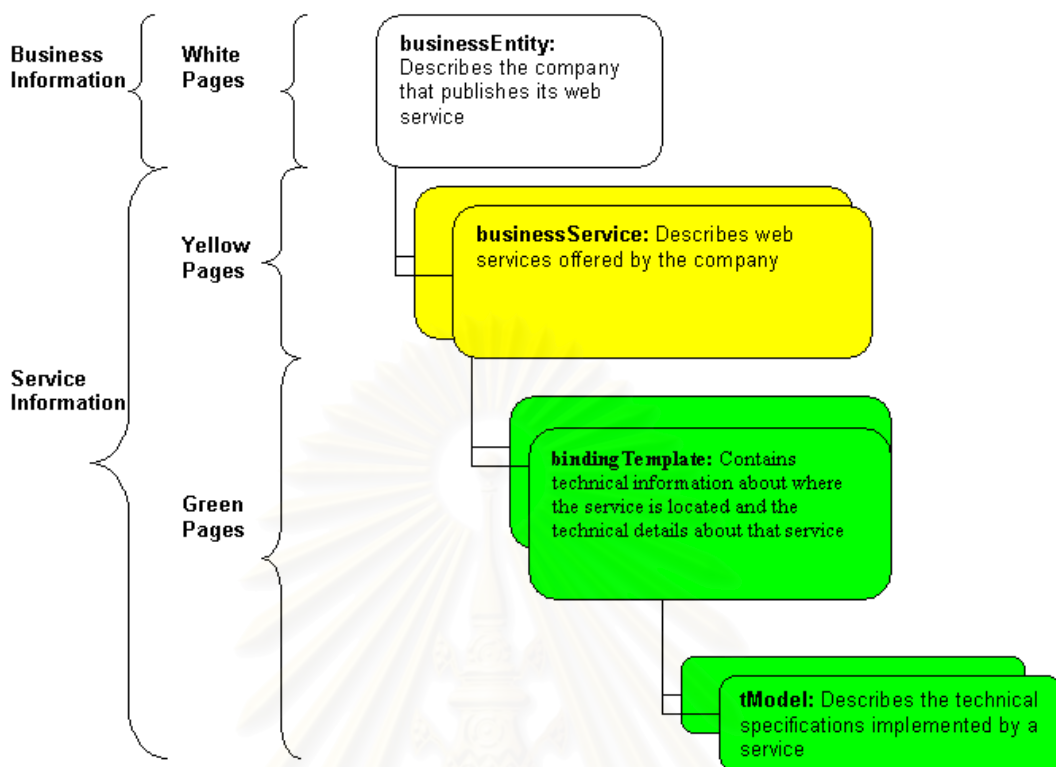 Business
Information
White
Pages
businessEntity:
Describes the company
that publishes its web
service
Yellow
Pages
businessService: Describes web
services offered by the company
Service
Information
Green
Pages
bindingTemplate: Contains
technical information about where
the service is located and the
technical details about that service
tModel: Describes the technical
specifications implemented by a
service